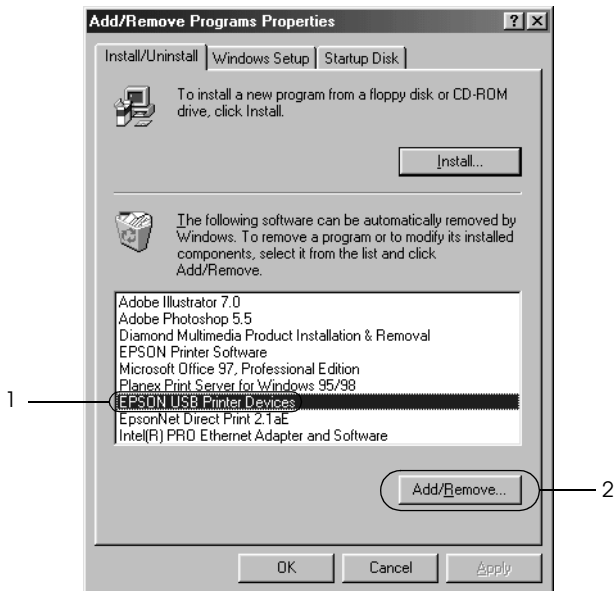 Add/Remove Programs Properties
Install/Uninstall
Windows Setup
Startup Disk
To install a new program from a floppy disk or CD-ROM
drive, click Install.
Install...
The following software can be automatically removed by
Windows. To remove a program or to modify its installed
components, select it from the list and click
Add/Remove.
Adobe Illustrator 7.0
Adobe Photoshop 5.5
Diamond Multimedia Product Installation & Removal
EPSON Printer Software
Microsoft Office 97, Professional Edition
Planex Print Server for Windows 95/98
1
EPSON USB Printer Devices
EpsonNet Direct Print 2.1aE
Intel(R) PRO Ethernet Adapter and Software
Add/Remove...
2
OK
Cancel
Apply